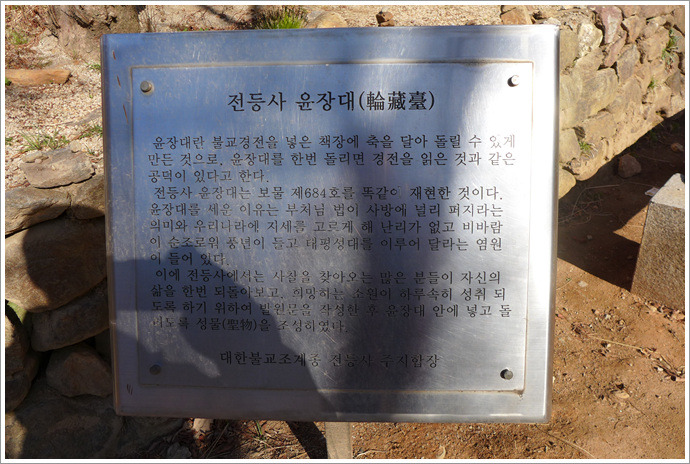 전등사 윤장대(輪藏臺)
윤장대란 불교경전을 넣은 책장에 축을 달아 돌릴 수 있게
만든 것으로, 윤장대를 한번 돌리면 경전을 읽은 것과 같은
공덕이 있다고 한다.
전등사 윤장대는 보물 제684호를 똑같이 재현한 것이다.
윤장대를 세운 이유는 부처님 법이 사방에 널리 퍼지라는
의미와 우리나라에 지세를 고르게 해 난리가 없고 비바람
이 순조로워 풍년이 들고 태평성대를 이루어 달라는 염원
이 들어 있다.
이에 전등사에서는 사찰을 찾아오는 많은 분들이 자신의
삶을 한번 되돌아보고, 희망하는 소원이 하루속히 성취 되
도록 하기 위하여 발원문을 작성한 후 윤장대 안에 넣고 돌
리도록 성물(聖物)을 조성하였다.
대한불교조계종 전등사 주지합장